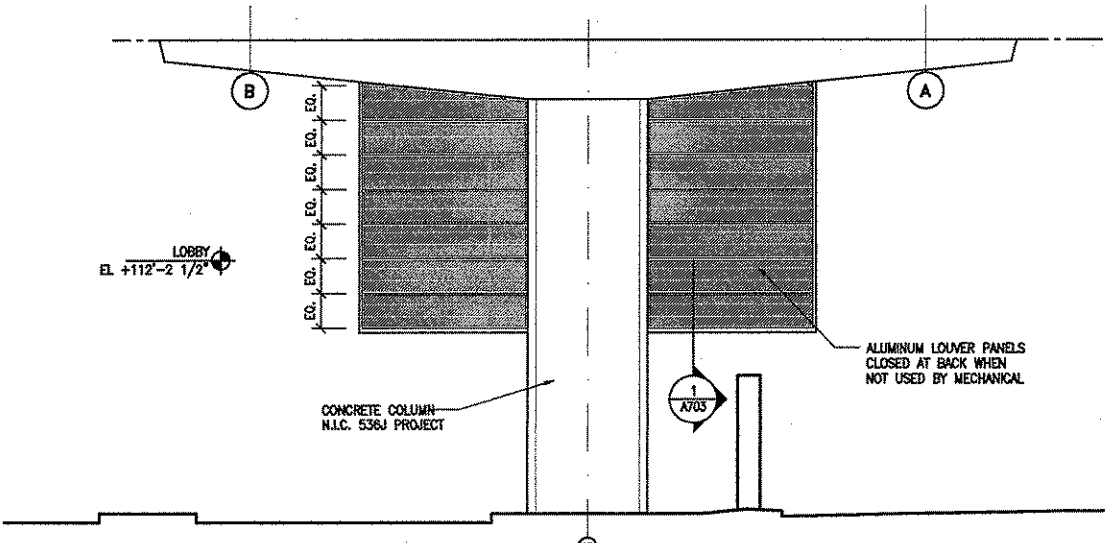 B
A
EQ.
EQ.
EQ.
EQ.
EQ.
EQ.
EQ.
LOBBY
EL +112'-2 1/2"
ALUMINUM LOUVER PANELS
CLOSED AT BACK WHEN
NOT USED BY MECHANICAL
1
A703
CONCRETE COLUMN
N.I.C. 536J PROJECT